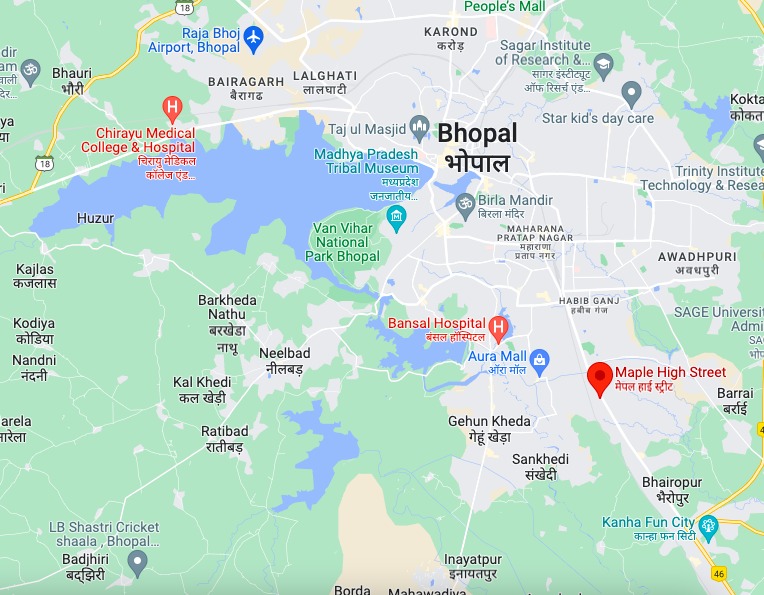 18
People's Mall
Raja Bhoj
Airport, Bhopal
KAROND
करोंद
Sagar Institute
of Research &...
सागर इंस्टीट्यूट
ऑफ रिसर्च एंड...
BAIRAGARH
बैरागढ
LALGHATI
लालघाटी
Bhauri
भौरी
Chirayu Medical
College & Hospital
चिरायु मेडिकल
कॉलेज एंड...
18
Taj ul Masjid
Bhopal
भोपाल
Star kid's day care
Kokta
कोकत
Madhya Pradesh
Tribal Museum
मध्यप्रदेश
जनजातीय...
Trinity Institute
Technology & Resea
Birla Mandir
बिरला मंदिर
Huzur
Van Vihar
National
Park Bhopal
MAHARANA
PRATAP NAGAR
महाराणा
प्रताप नगर
AWADHPURI
अवधपुरी
Kajlas
कजलास
Barkheda
Nathu
बरखेडा
नाथू
HABIB GANJ
हबीब गंज
SAGE Universi
Admi
Kodiya
कोडिया
Bansal Hospital
बंसल हॉस्पिटल
Nandni
नंदनी
Neelbad
नीलबड़
Aura Mall
ऑरा मॉल
Maple High Street
मेपल हाई स्ट्रीट
Kal Khedi
कल खेड़ी
Barrai
बर्राई
Gehun Kheda
गेहूं खेड़ा
Ratibad
रातीबड़
Sankhedi
संखेदी
Bhairopur
भैरोपुर
LB Shastri Cricket
shaala , Bhopal...
Kanha Fun City
कान्हा फन सिटी
Badjhiri
बद्झिरी
Inayatpur
इनायतपुर
46
Borda
Mahawadiya